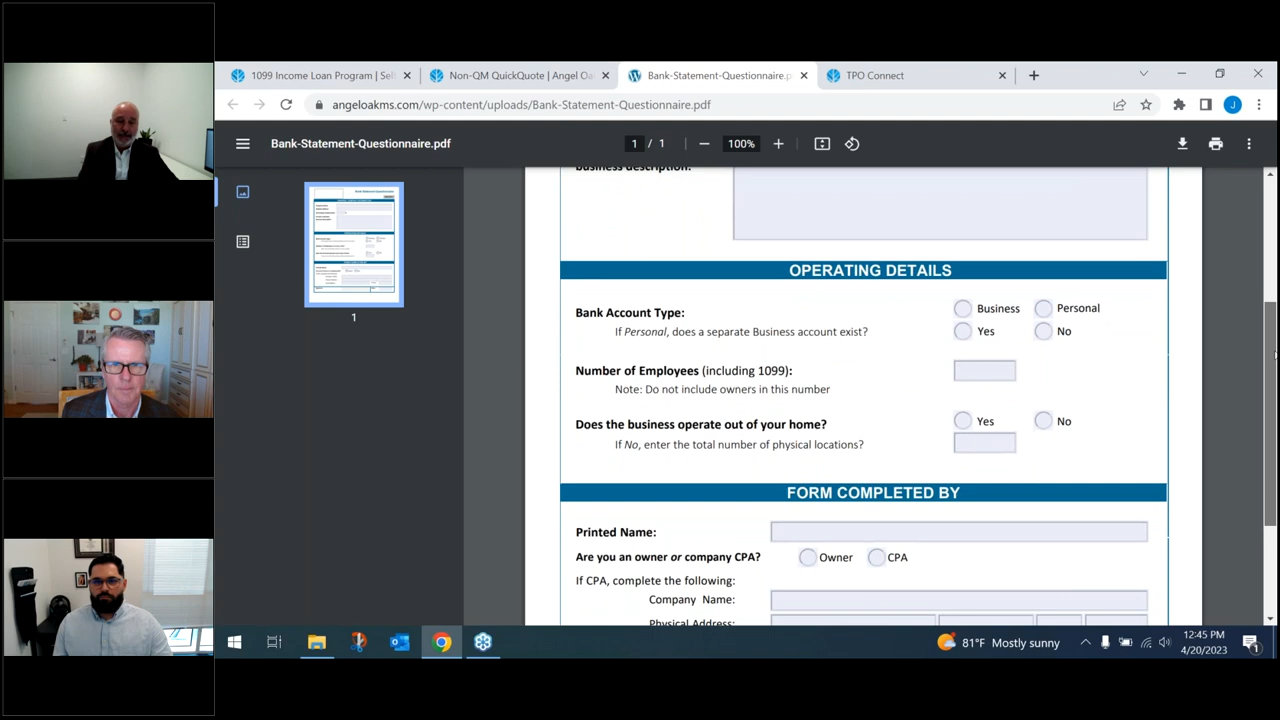 1099 Income Loan Program | Sel
Non-QM QuickQuote | Angel Oa
Bank-Statement-Questionnaire.p
TPO Connect
angeloakms.com/wp-content/uploads/Bank-Statement-Questionnaire.pdf
J
Bank-Statement-Questionnaire.pdf
1 / 1
100%
1
business description:
OPERATING DETAILS
Bank Account Type: Business Personal
If Personal, does a separate Business account exist? Yes No
Number of Employees (including 1099):
Note: Do not include owners in this number
Does the business operate out of your home? Yes No
If No, enter the total number of physical locations?
FORM COMPLETED BY
Printed Name:
Are you an owner or company CPA? Owner CPA
If CPA, complete the following:
Company Name:
Physical Address:
81°F Mostly sunny
12:45 PM
4/20/2023
1